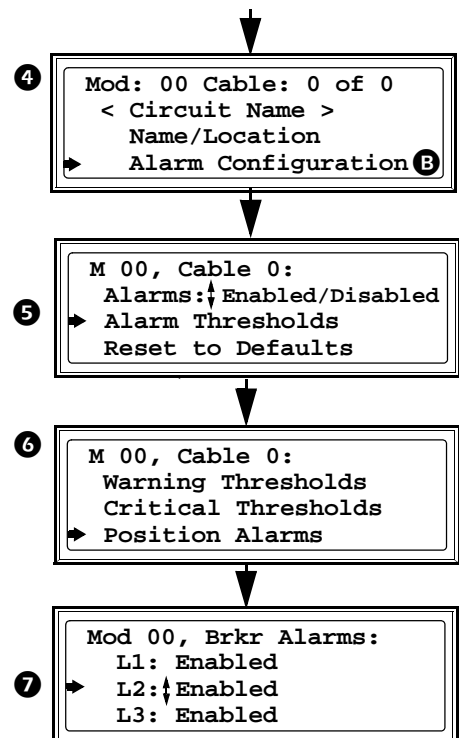 4
Mod: 00 Cable: 0 of 0
< Circuit Name >
Name/Location
Alarm Configuration B
5
M 00, Cable 0:
Alarms: Enabled/Disabled
Alarm Thresholds
Reset to Defaults
6
M 00, Cable 0:
Warning Thresholds
Critical Thresholds
Position Alarms
7
Mod 00, Brkr Alarms:
L1: Enabled
L2: Enabled
L3: Enabled